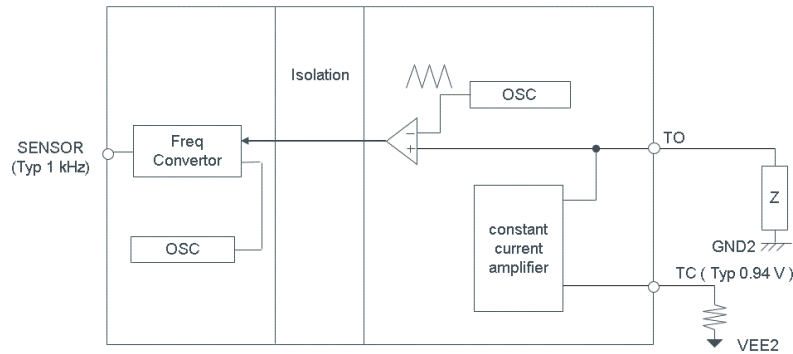 Isolation
OSC
SENSOR
(Typ 1 kHz)
Freq
Convertor
−
+
TO
Z
OSC
constant
current
amplifier
GND2
TC ( Typ 0.94 V )
VEE2